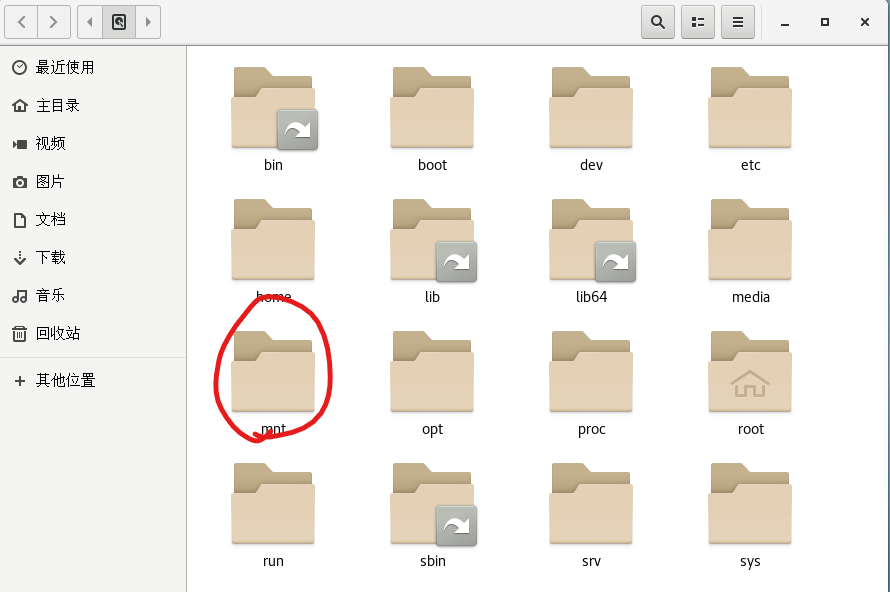 最近使用
主目录
视频
图片
文档
下载
音乐
回收站
其他位置
bin
boot
dev
etc
home
lib
lib64
media
mnt
opt
proc
root
run
sbin
srv
sys